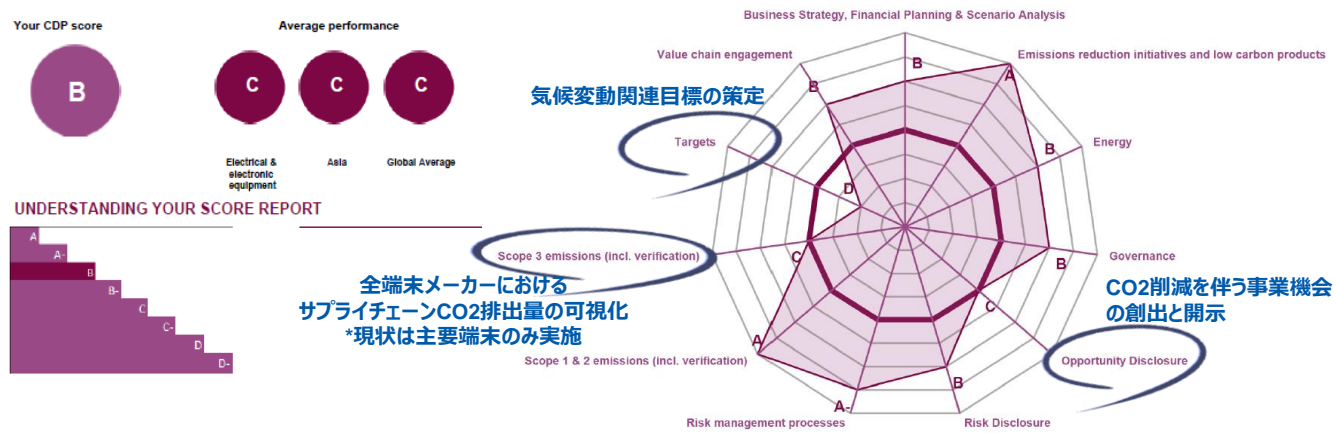 Your CDP score
B
Average performance
C
C
C
Electrical &
electronic
equipment
Asia
Global Average
UNDERSTANDING YOUR SCORE REPORT
A
A-
B
B-
C
C-
D
D-
Business Strategy, Financial Planning & Scenario Analysis
B
Emissions reduction initiatives and low carbon products
A
Energy
B
Governance
B
CO2削減を伴う事業機会
の創出と開示
Opportunity Disclosure
C
Risk Disclosure
B
Risk management processes
A-
Scope 1 & 2 emissions (incl. verification)
A
Scope 3 emissions (incl. verification)
C
全端末メーカーにおける
サプライチェーンCO2排出量の可視化
*現状は主要端末のみ実施
気候変動関連目標の策定
Targets
D
Value chain engagement
B